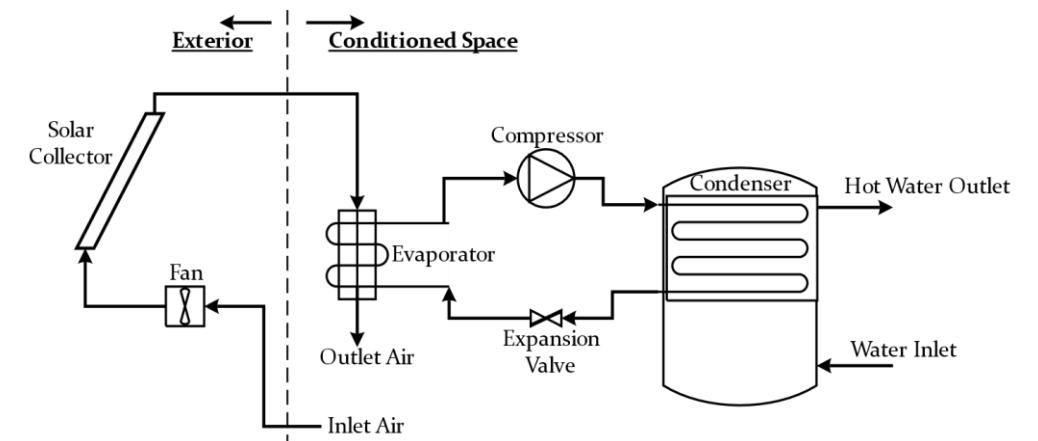 Exterior
Conditioned Space
Solar
Collector
Compressor
Condenser
Hot Water Outlet
Evaporator
Fan
Expansion
Valve
Outlet Air
Water Inlet
Inlet Air